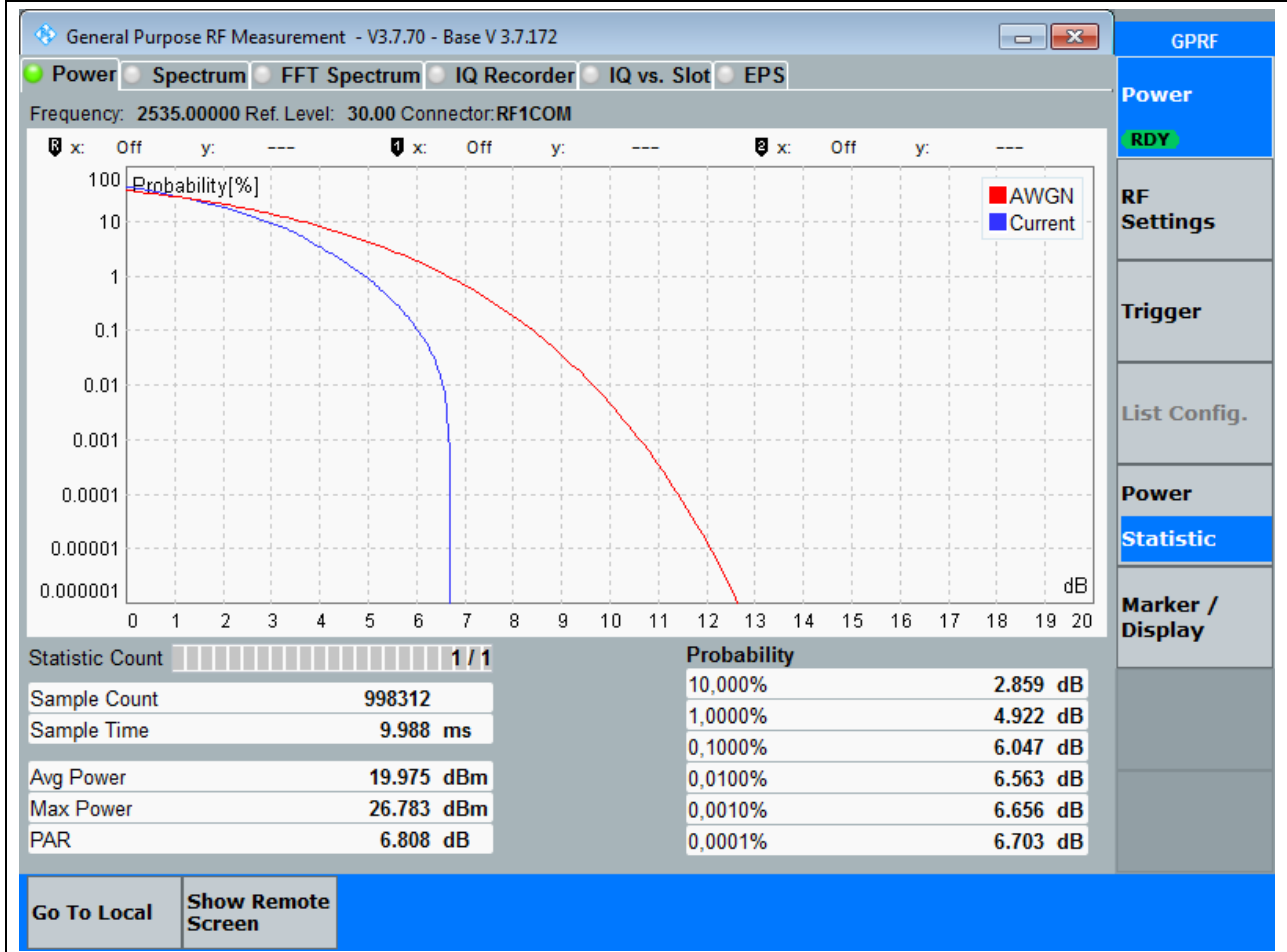 General Purpose RF Measurement - V3.7.70 - Base V 3.7.172
GPRF
Power Spectrum FFT Spectrum IQ Recorder IQ vs. Slot EPS
Frequency: 2535.00000 Ref. Level: 30.00 Connector: RF1COM
R x: Off y: --- 1 x: Off y: --- 2 x: Off y: ---
Probability[%]
100
10
1
0.1
0.01
0.001
0.0001
0.00001
0.000001
AWGN
Current
dB
0 1 2 3 4 5 6 7 8 9 10 11 12 13 14 15 16 17 18 19 20
Statistic Count 1 / 1
Sample Count 998312
Sample Time 9.988 ms
Avg Power 19.975 dBm
Max Power 26.783 dBm
PAR 6.808 dB
Probability
10,000% 2.859 dB
1,0000% 4.922 dB
0,1000% 6.047 dB
0,0100% 6.563 dB
0,0010% 6.656 dB
0,0001% 6.703 dB
Power
RDY
RF
Settings
Trigger
List Config.
Power
Statistic
Marker /
Display
Go To Local
Show Remote
Screen